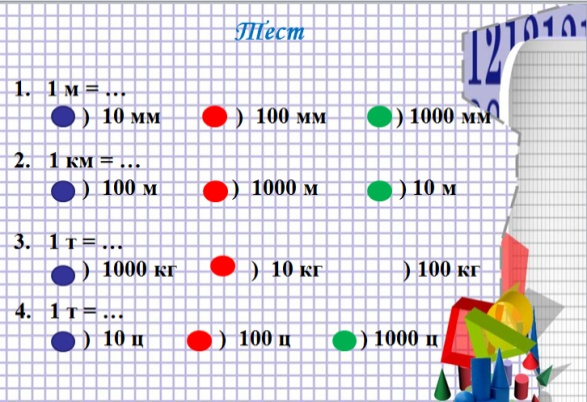 Тест
1. 1 м = …
) 10 мм ) 100 мм ) 1000 мм
2. 1 км = …
) 100 м ) 1000 м ) 10 м
3. 1 т = …
) 1000 кг ) 10 кг ) 100 кг
4. 1 т = …
) 10 ц ) 100 ц ) 1000 ц